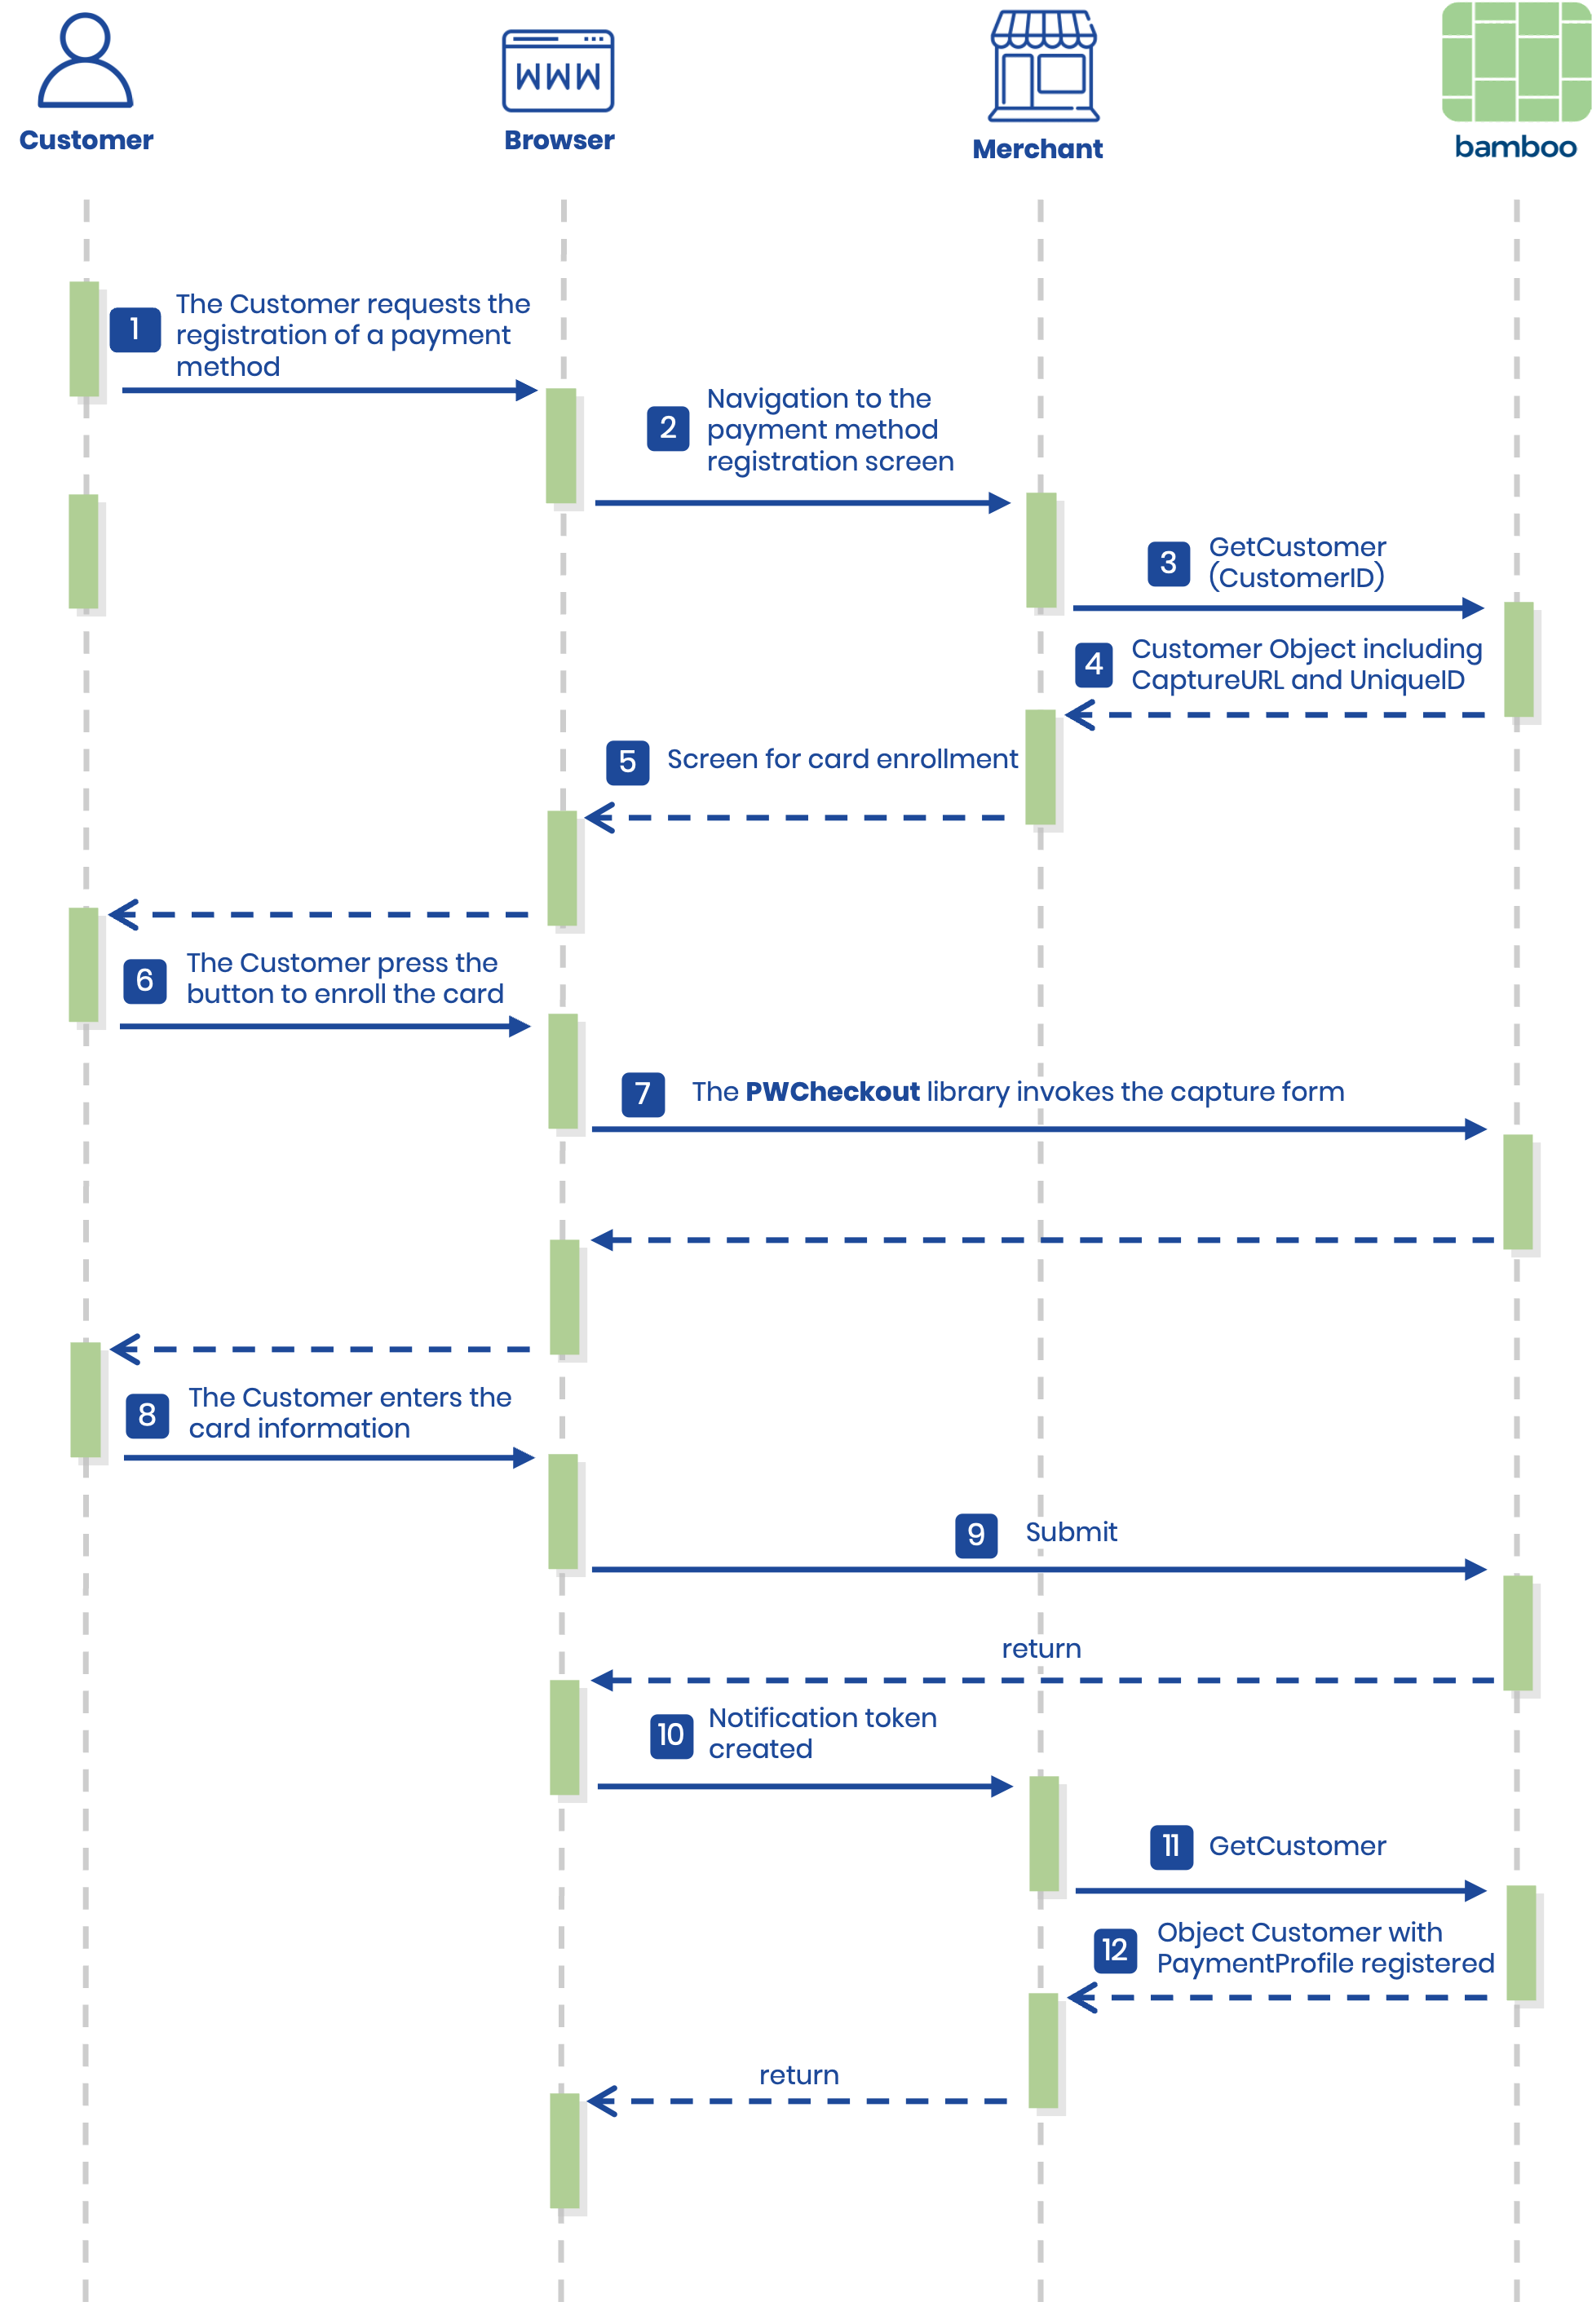 WWW
Customer
Browser
Merchant
bamboo
1
The Customer requests the
registration of a payment
method
2
Navigation to the
payment method
registration screen
3
GetCustomer
(CustomerID)
4
Customer Object including
CaptureURL and UniqueID
5
Screen for card enrollment
6
The Customer press the
button to enroll the card
7
The PWCheckout library invokes the capture form
8
The Customer enters the
card information
9
Submit
return
10
Notification token
created
11
GetCustomer
12
Object Customer with
PaymentProfile registered
return